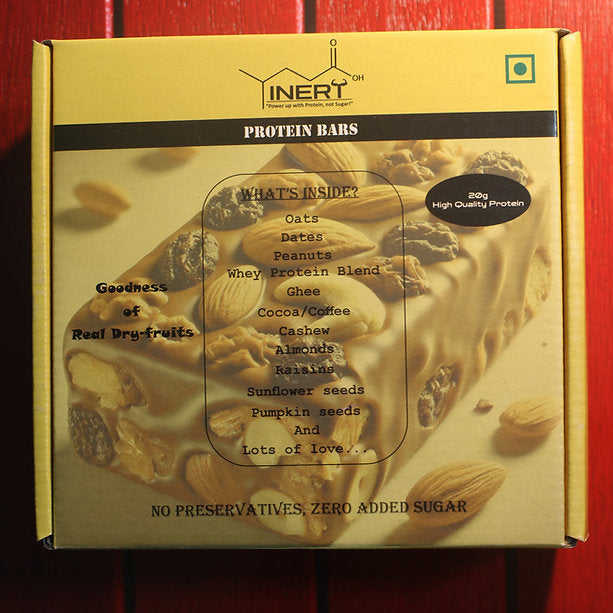 O
OH
INERT
"Power up with Protein, not Sugar!"
PROTEIN BARS
20g
High Quality Protein
WHAT'S INSIDE?
Oats
Dates
Peanuts
Whey Protein Blend
Ghee
Cocoa/Coffee
Cashew
Almonds
Raisins
Sunflower seeds
Pumpkin seeds
And
Lots of love...
Goodness
of
Real Dry-fruits
NO PRESERVATIVES, ZERO ADDED SUGAR